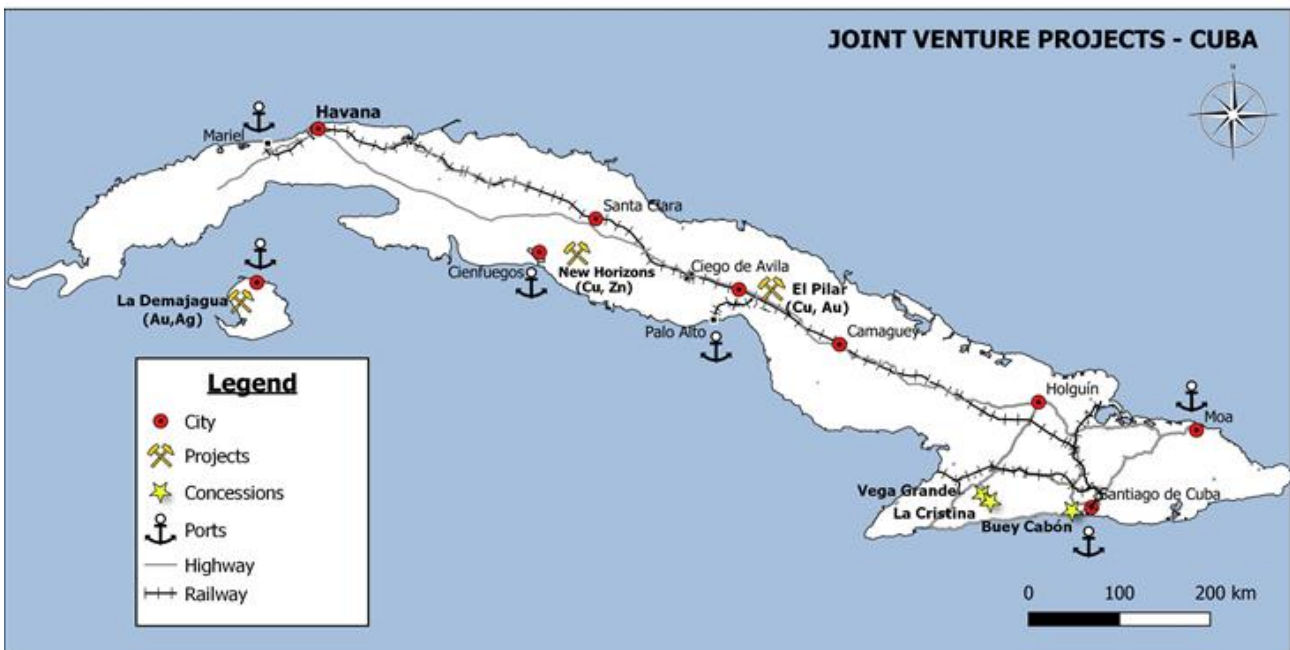 JOINT VENTURE PROJECTS - CUBA
N
Havana
Mariel
Santa Clara
Cienfuegos
New Horizons
(Cu, Zn)
Ciego de Avila
El Pilar
(Cu, Au)
La Demajagua
(Au,Ag)
Palo Alto
Camaguey
Holguín
Moa
Vega Grande
La Cristina
Santiago de Cuba
Buey Cabón
Legend
City
Projects
Concessions
Ports
Highway
Railway
0 100 200 km